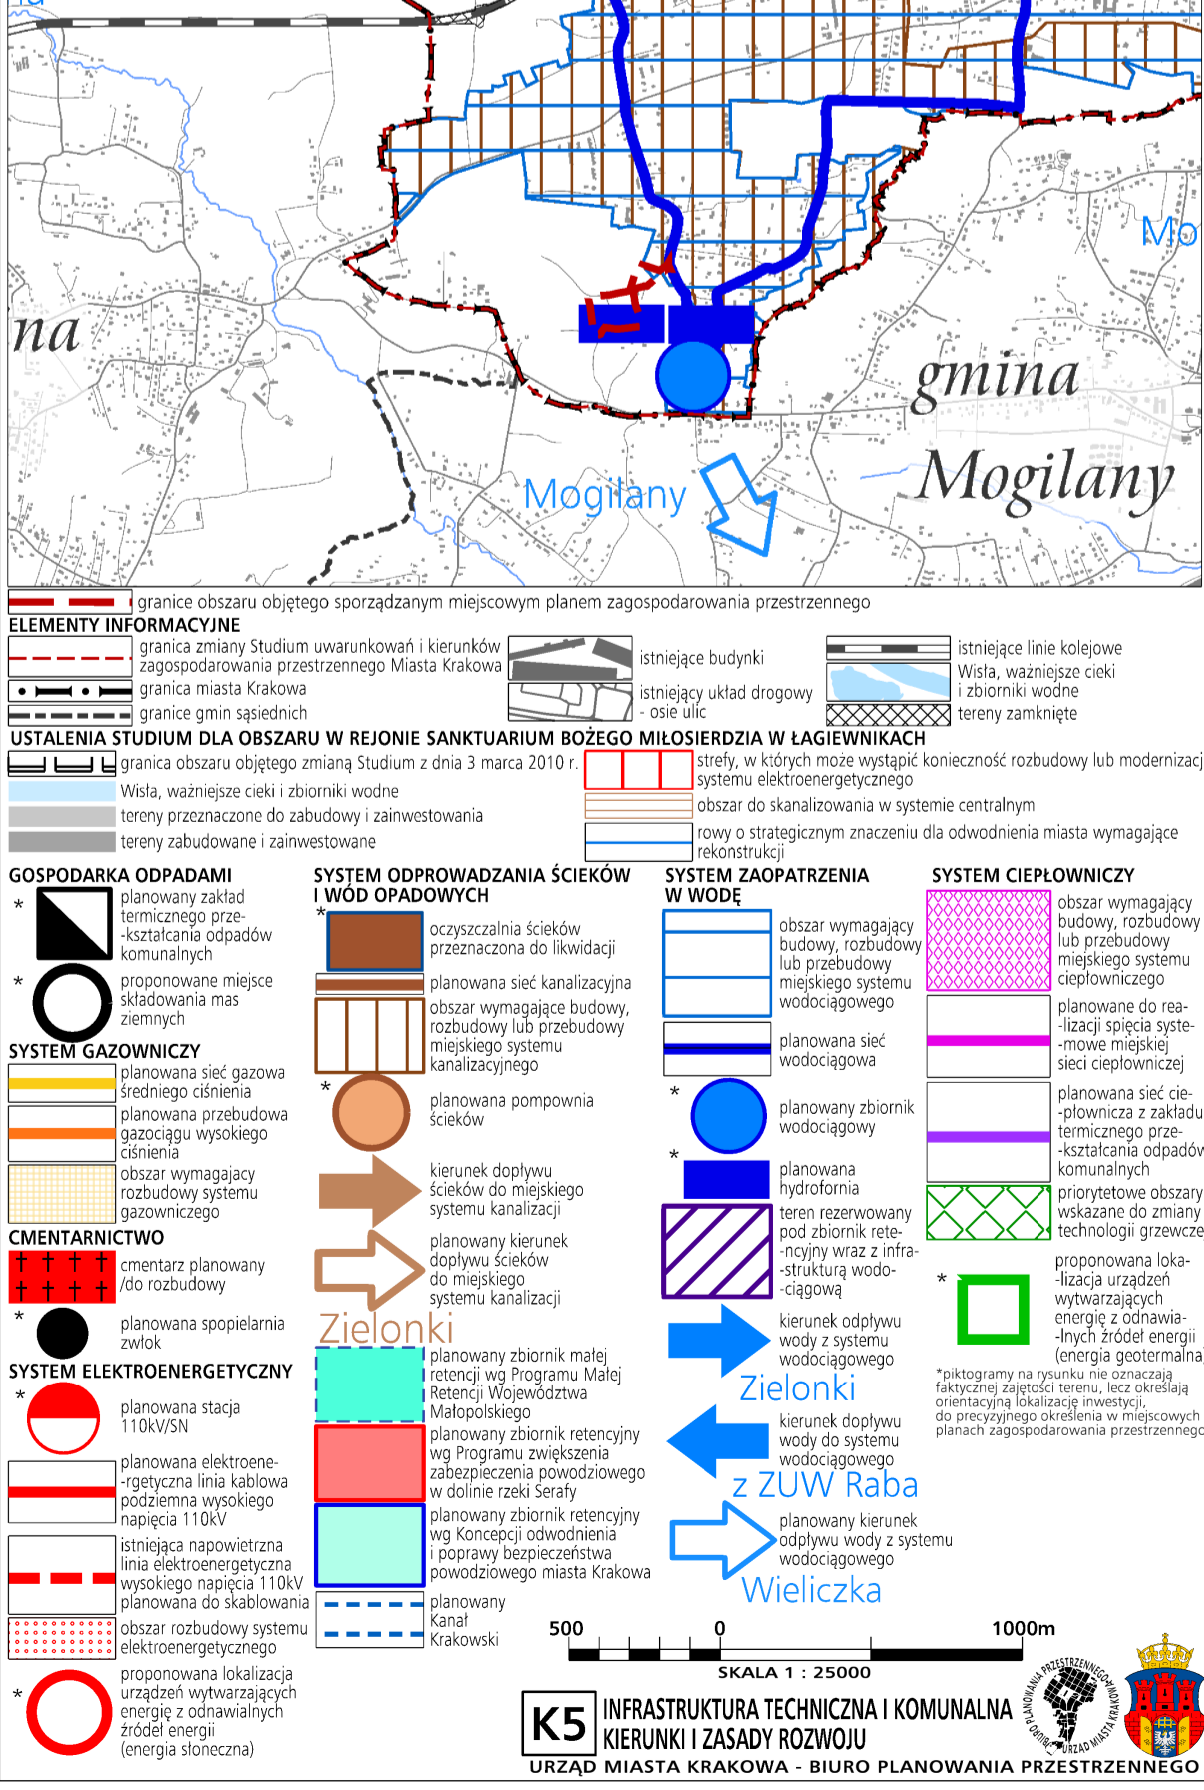 na
Mo
gmina
Mogilany
Mogilany
granice obszaru objętego sporządzanym miejscowym planem zagospodarowania przestrzennego
ELEMENTY INFORMACYJNE
granica zmiany Studium uwarunkowań i kierunków
zagospodarowania przestrzennego Miasta Krakowa
granica miasta Krakowa
granice gmin sąsiednich
istniejące budynki
istniejący układ drogowy
- osie ulic
istniejące linie kolejowe
Wisła, ważniejsze cieki
i zbiorniki wodne
tereny zamknięte
USTALENIA STUDIUM DLA OBSZARU W REJONIE SANKTUARIUM BOŻEGO MIŁOSIERDZIA W ŁAGIEWNIKACH
granica obszaru objętego zmianą Studium z dnia 3 marca 2010 r.
Wisła, ważniejsze cieki i zbiorniki wodne
tereny przeznaczone do zabudowy i zainwestowania
tereny zabudowane i zainwestowane
strefy, w których może wystąpić konieczność rozbudowy lub modernizacj
systemu elektroenergetycznego
obszar do skanalizowania w systemie centralnym
rowy o strategicznym znaczeniu dla odwodnienia miasta wymagające
rekonstrukcji
GOSPODARKA ODPADAMI
*
planowany zakład
termicznego prze-
-kształcania odpadów
komunalnych
*
proponowane miejsce
składowania mas
ziemnych
SYSTEM GAZOWNICZY
planowana sieć gazowa
średniego ciśnienia
planowana przebudowa
gazociągu wysokiego
ciśnienia
obszar wymagajacy
rozbudowy systemu
gazowniczego
CMENTARNICTWO
cmentarz planowany
/do rozbudowy
*
planowana spopielarnia
zwłok
SYSTEM ELEKTROENERGETYCZNY
*
planowana stacja
110kV/SN
planowana elektroene-
-rgetyczna linia kablowa
podziemna wysokiego
napięcia 110kV
istniejąca napowietrzna
linia elektroenergetyczna
wysokiego napięcia 110kV
planowana do skablowania
obszar rozbudowy systemu
elektroenergetycznego
*
proponowana lokalizacja
urządzeń wytwarzających
energię z odnawialnych
źródeł energii
(energia słoneczna)
SYSTEM ODPROWADZANIA ŚCIEKÓW
I WÓD OPADOWYCH
*
oczyszczalnia ścieków
przeznaczona do likwidacji
planowana sieć kanalizacyjna
obszar wymagające budowy,
rozbudowy lub przebudowy
miejskiego systemu
kanalizacyjnego
*
planowana pompownia
ścieków
kierunek dopływu
ścieków do miejskiego
systemu kanalizacji
planowany kierunek
dopływu ścieków
do miejskiego
systemu kanalizacji
Zielonki
planowany zbiornik małej
retencji wg Programu Małej
Retencji Województwa
Małopolskiego
planowany zbiornik retencyjny
wg Programu zwiększenia
zabezpieczenia powodziowego
w dolinie rzeki Serafy
planowany zbiornik retencyjny
wg Koncepcji odwodnienia
i poprawy bezpieczeństwa
powodziowego miasta Krakowa
planowany
Kanał
Krakowski
SYSTEM ZAOPATRZENIA
W WODĘ
obszar wymagający
budowy, rozbudowy
lub przebudowy
miejskiego systemu
wodociągowego
planowana sieć
wodociągowa
*
planowany zbiornik
wodociągowy
*
planowana
hydrofornia
teren rezerwowany
pod zbiornik rete-
-ncyjny wraz z infra-
-strukturą wodo-
-ciągową
kierunek odpływu
wody z systemu
wodociągowego
Zielonki
kierunek dopływu
wody do systemu
wodociągowego
z ZUW Raba
planowany kierunek
odpływu wody z systemu
wodociągowego
Wieliczka
SYSTEM CIEPŁOWNICZY
obszar wymagający
budowy, rozbudowy
lub przebudowy
miejskiego systemu
ciepłowniczego
planowane do rea-
-lizacji spięcia syste-
-mowe miejskiej
sieci ciepłowniczej
planowana sieć cie-
-płownicza z zakładu
termicznego prze-
-kształcania odpadów
komunalnych
priorytetowe obszary
wskazane do zmiany
technologii grzewcze
*
proponowana loka-
-lizacja urządzeń
wytwarzających
energię z odnawia-
-lnych źródeł energii
(energia geotermalna)
*piktogramy na rysunku nie oznaczają
faktycznej zajętości terenu, lecz określają
orientacyjną lokalizację inwestycji,
do precyzyjnego określenia w miejscowych
planach zagospodarowania przestrzennego
500 0 1000m
SKALA 1 : 25000
K5
INFRASTRUKTURA TECHNICZNA I KOMUNALNA
KIERUNKI I ZASADY ROZWOJU
BIURO PLANOWANIA PRZESTRZENNEGO
URZĄD MIASTA KRAKOWA
URZĄD MIASTA KRAKOWA - BIURO PLANOWANIA PRZESTRZENNEGO